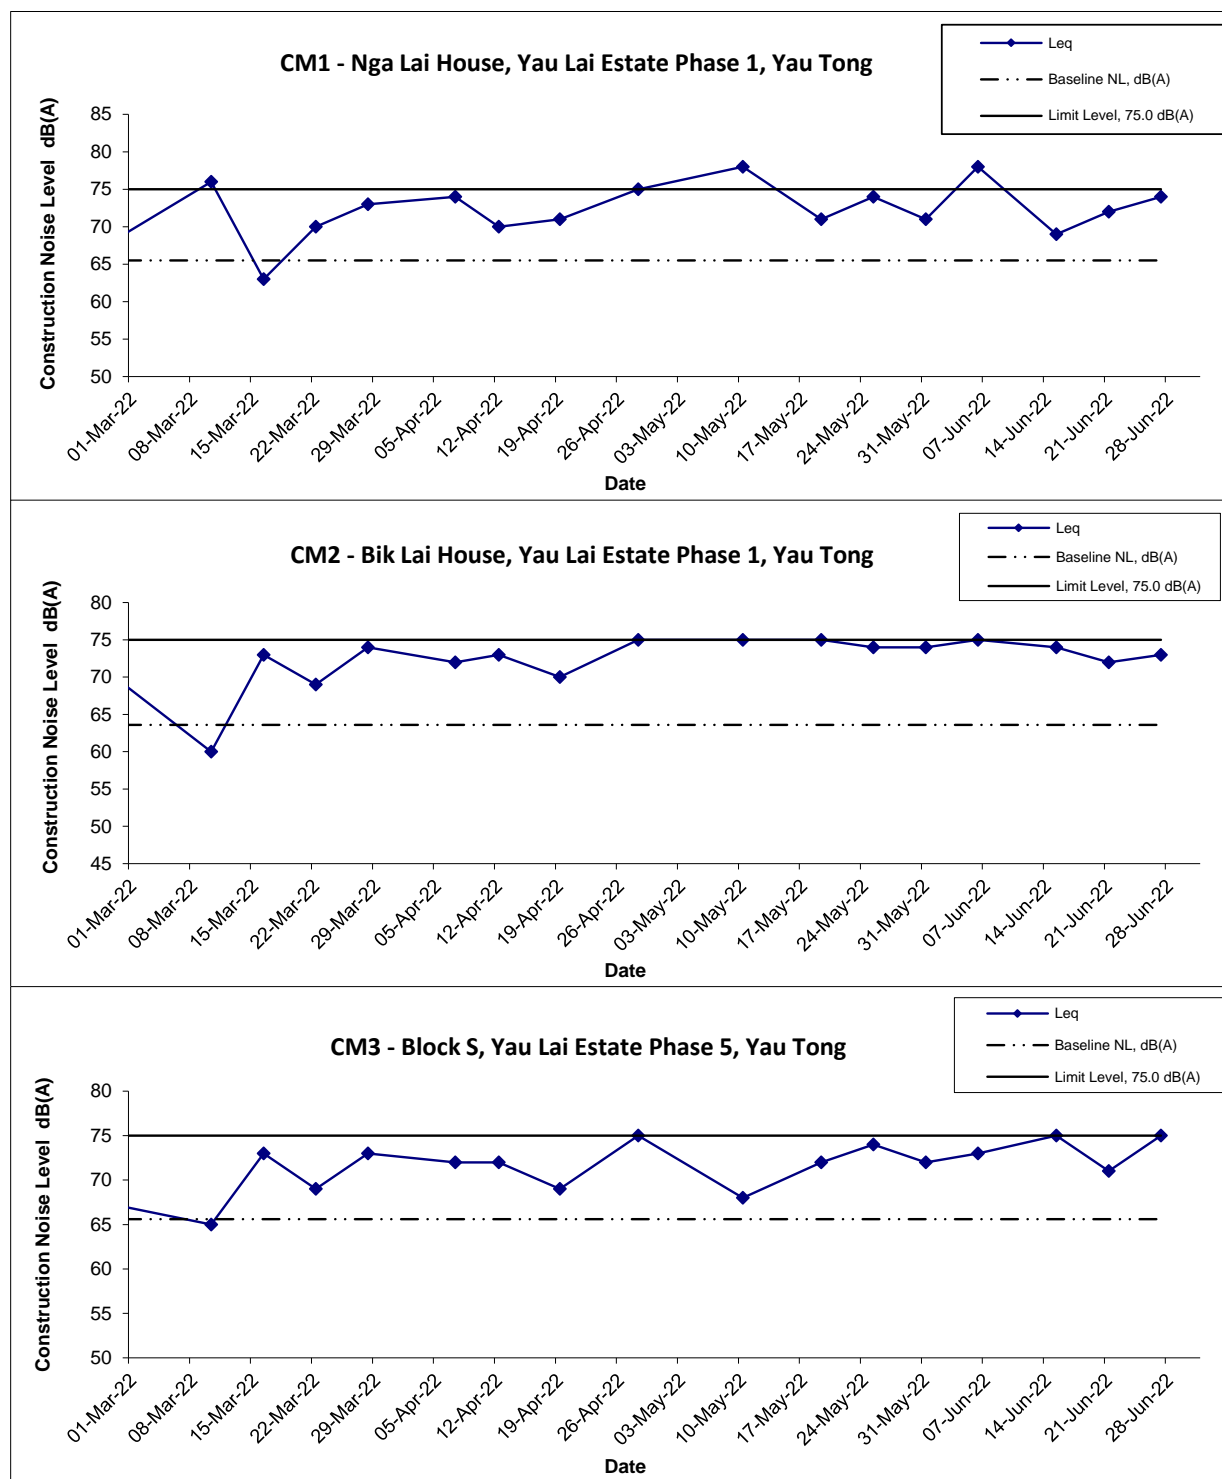 CM1 - Nga Lai House, Yau Lai Estate Phase 1, Yau Tong
Leq
Baseline NL, dB(A)
Limit Level, 75.0 dB(A)
Construction Noise Level dB(A)
85
80
75
70
65
60
55
50
01-Mar-22
08-Mar-22
15-Mar-22
22-Mar-22
29-Mar-22
05-Apr-22
12-Apr-22
19-Apr-22
26-Apr-22
03-May-22
10-May-22
17-May-22
24-May-22
31-May-22
07-Jun-22
14-Jun-22
21-Jun-22
28-Jun-22
Date
CM2 - Bik Lai House, Yau Lai Estate Phase 1, Yau Tong
Leq
Baseline NL, dB(A)
Limit Level, 75.0 dB(A)
Construction Noise Level dB(A)
80
75
70
65
60
55
50
45
01-Mar-22
08-Mar-22
15-Mar-22
22-Mar-22
29-Mar-22
05-Apr-22
12-Apr-22
19-Apr-22
26-Apr-22
03-May-22
10-May-22
17-May-22
24-May-22
31-May-22
07-Jun-22
14-Jun-22
21-Jun-22
28-Jun-22
Date
CM3 - Block S, Yau Lai Estate Phase 5, Yau Tong
Leq
Baseline NL, dB(A)
Limit Level, 75.0 dB(A)
Construction Noise Level dB(A)
80
75
70
65
60
55
50
01-Mar-22
08-Mar-22
15-Mar-22
22-Mar-22
29-Mar-22
05-Apr-22
12-Apr-22
19-Apr-22
26-Apr-22
03-May-22
10-May-22
17-May-22
24-May-22
31-May-22
07-Jun-22
14-Jun-22
21-Jun-22
28-Jun-22
Date